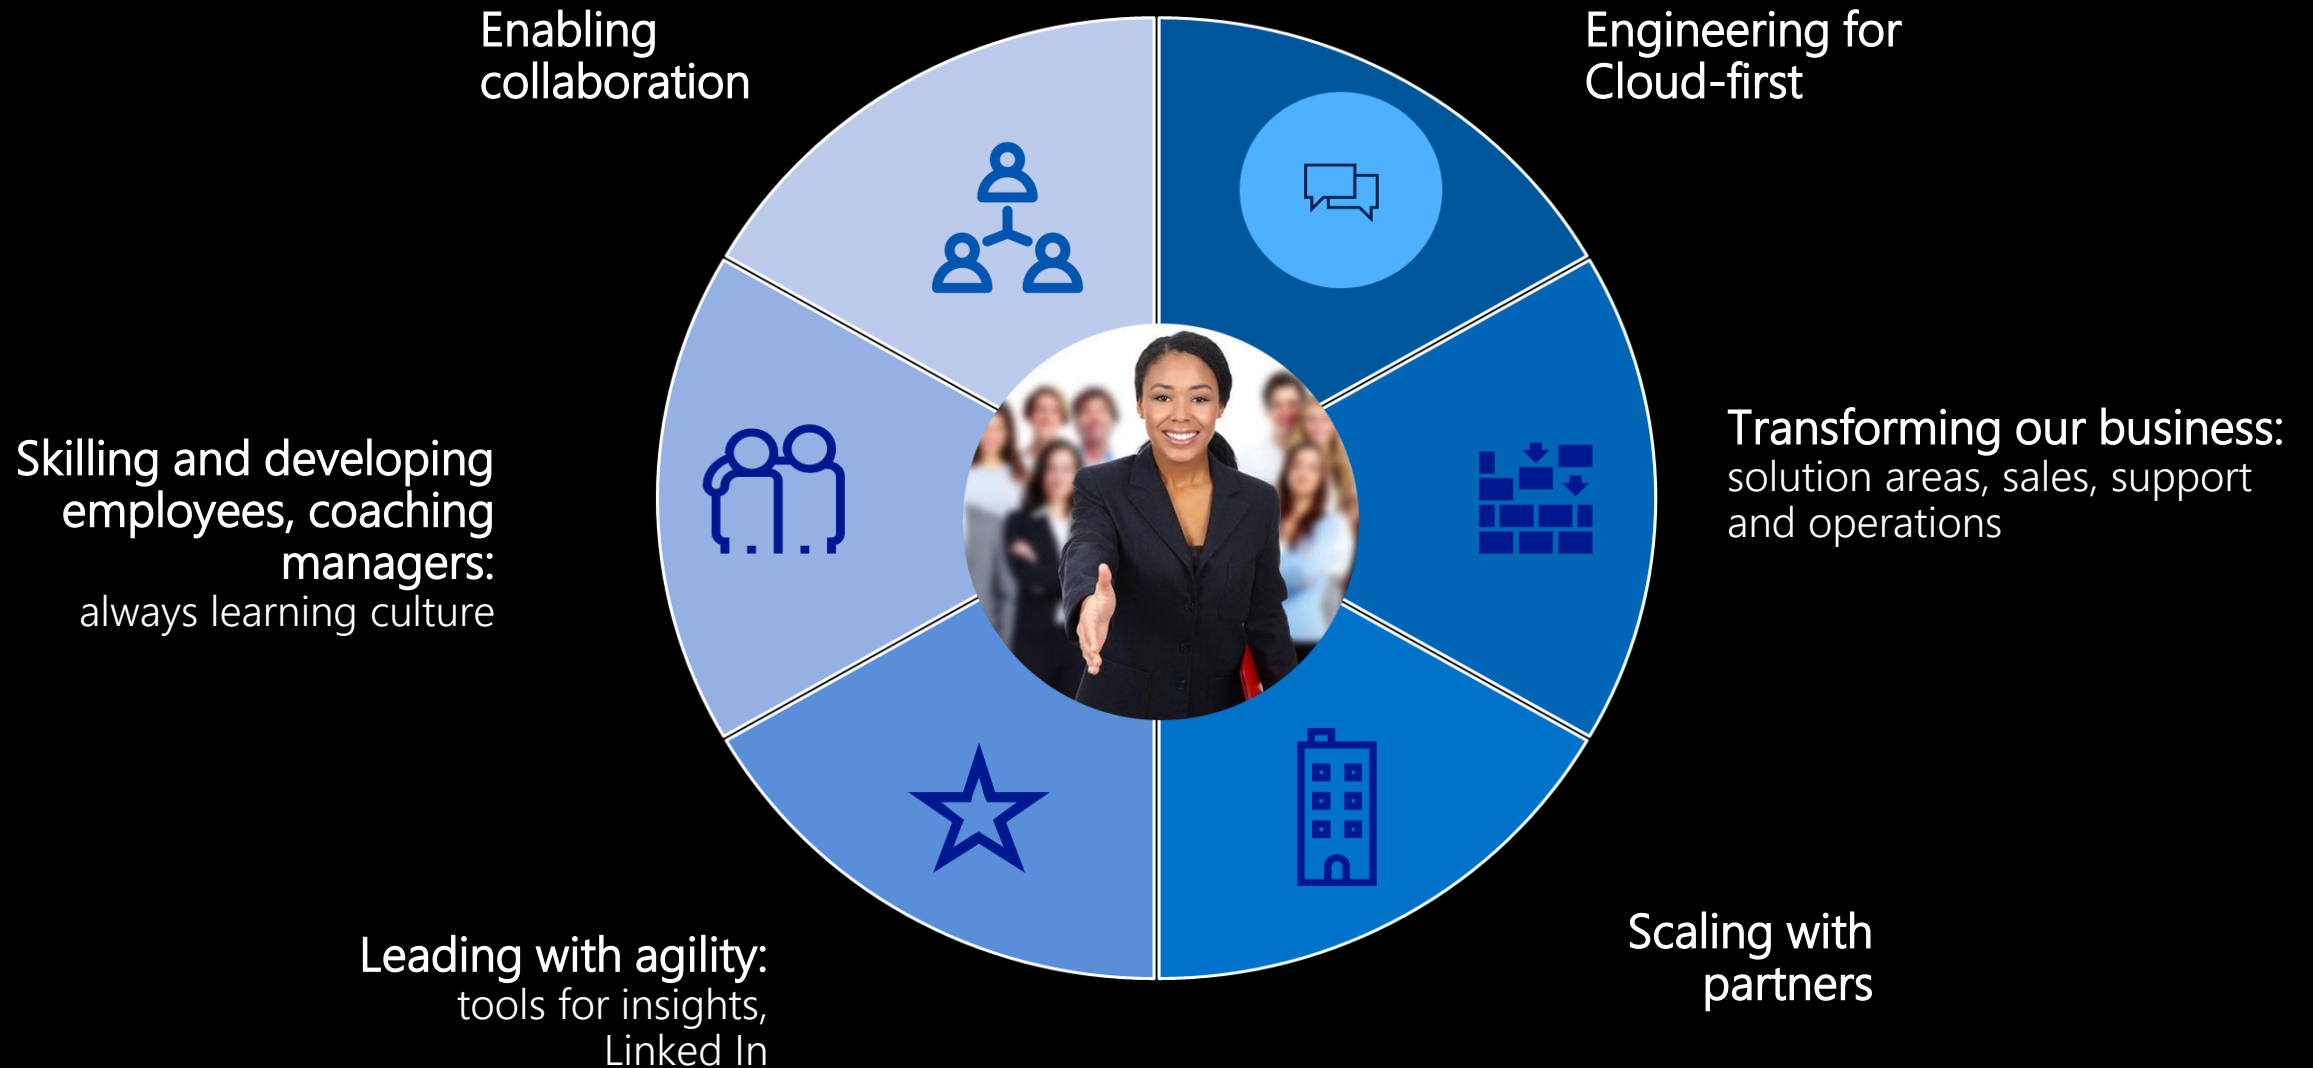 Enabling
collaboration
Engineering for
Cloud-first
Transforming our business:
solution areas, sales, support
and operations
Skilling and developing
employees, coaching
managers:
always learning culture
Scaling with
partners
Leading with agility:
tools for insights,
Linked In